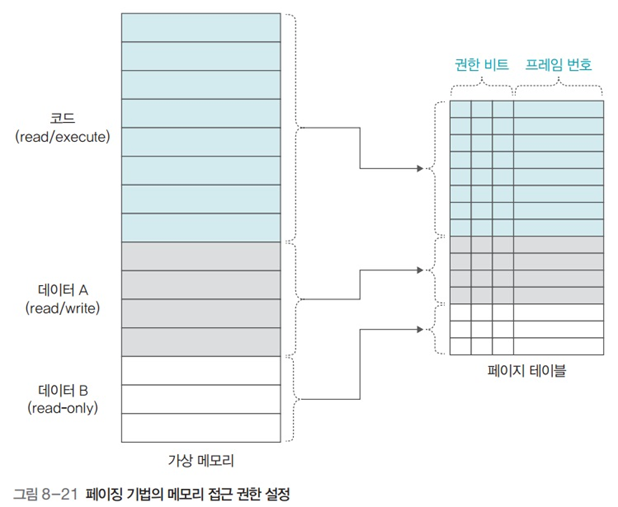 권한 비트 프레임 번호
코드
(read/execute)
데이터 A
(read/write)
데이터 B
(read-only)
페이지 테이블
가상 메모리
그림 8-21 페이징 기법의 메모리 접근 권한 설정